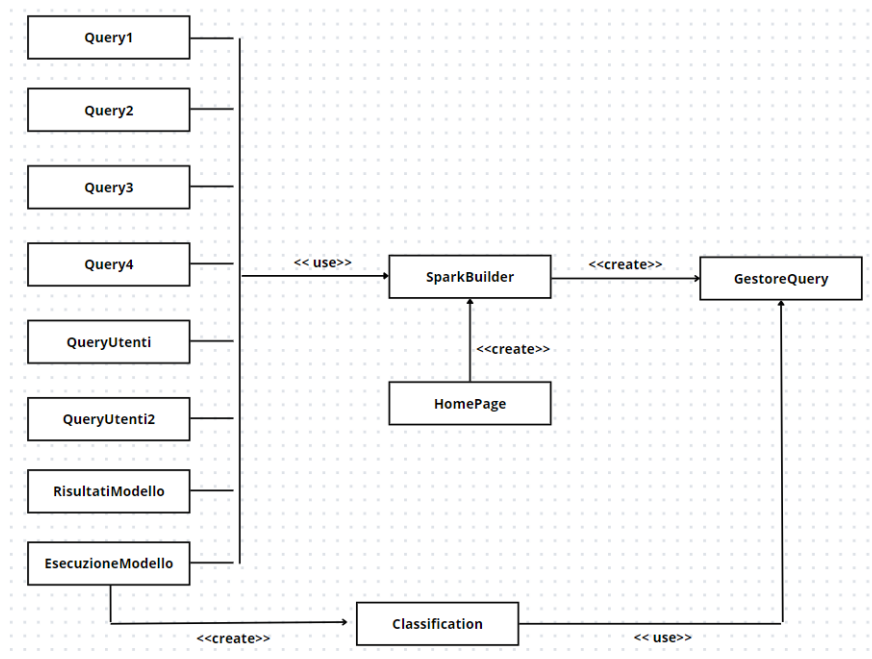 Query1
Query2
Query3
Query4
QueryUtenti
QueryUtenti2
RisultatiModello
EsecuzioneModello
<< use>>
SparkBuilder
<<create>>
GestoreQuery
<<create>>
HomePage
<<create>>
Classification
<< use>>